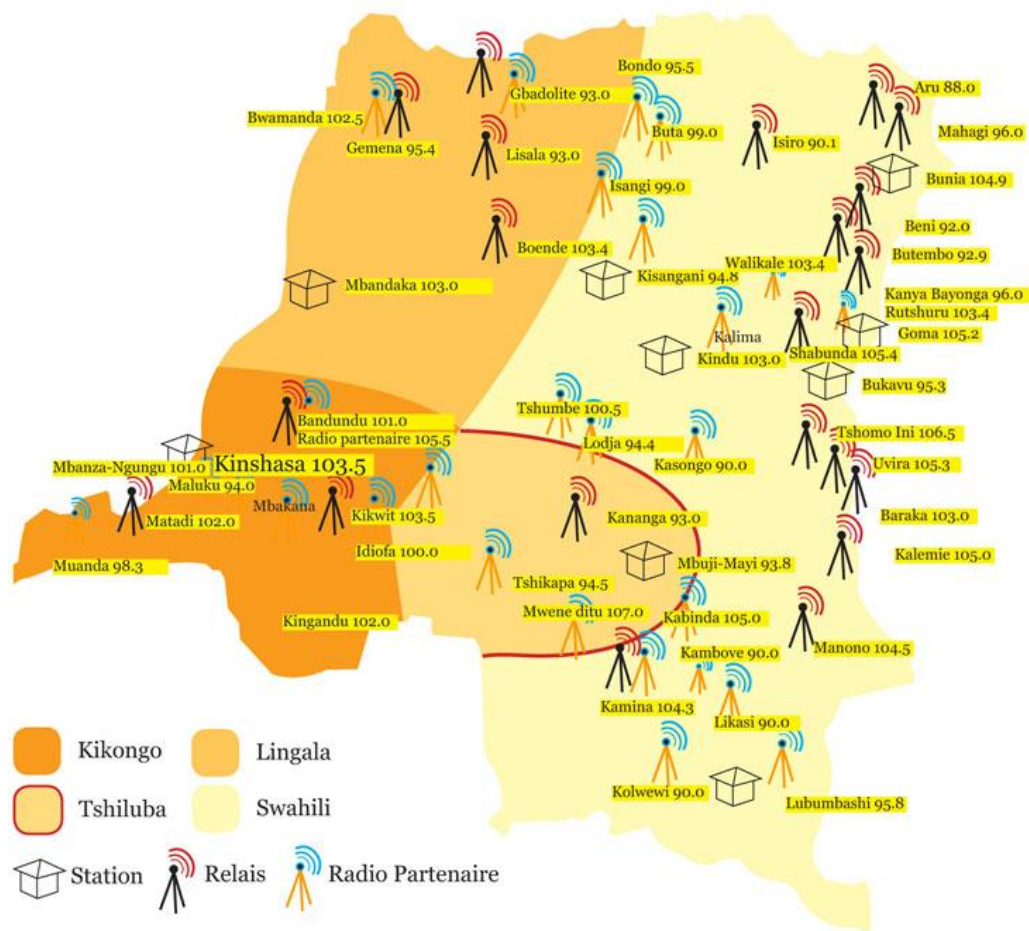 Bondo 95.5
Aru 88.0
Gbadolite 93.0
Bwamanda 102.5
Mahagi 96.0
Buta 99.0
Isiro 90.1
Gemena 95.4
Lisala 93.0
Isangi 99.0
Bunia 104.9
Beni 92.0
Boende 103.4
Butembo 92.9
Walikale 103.4
Kisangani 94.8
Mbandaka 103.0
Kanya Bayonga 96.0
Rutshuru 103.4
Goma 105.2
Kalima
Shabunda 105.4
Kindu 103.0
Bukavu 95.3
Tshumbe 100.5
Bandundu 101.0
Radio partenaire 105.5
Tshomo Ini 106.5
Lodja 94.4
Kasongo 90.0
Uvira 105.3
Mbanza-Ngungu 101.0
Kinshasa 103.5
Maluku 94.0
Baraka 103.0
Mbakana
Kikwit 103.5
Matadi 102.0
Kananga 93.0
Idiofa 100.0
Kalemie 105.0
Muanda 98.3
Mbuji-Mayi 93.8
Tshikapa 94.5
Mwene ditu 107.0
Kabinda 105.0
Kingandu 102.0
Kambove 90.0
Manono 104.5
Kamina 104.3
Likasi 90.0
Kolwewi 90.0
Lubumbashi 95.8
Kikongo
Lingala
Tshiluba
Swahili
Station
Relais
Radio Partenaire